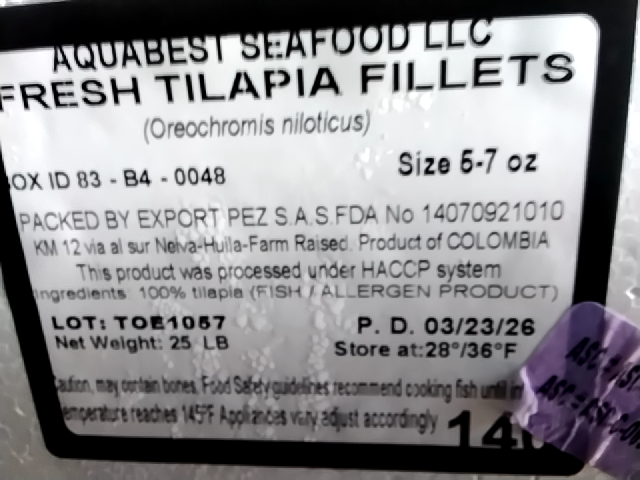 AQUABEST SEAFOOD LLC
FRESH TILAPIA FILLETS
(Oreochromis niloticus)
OX ID 83 - B4 - 0048
Size 5-7 oz
PACKED BY EXPORT PEZ S.A.S.FDA No 14070921010
KM 12 via al sur Neiva-Huila-Farm Raised. Product of COLOMBIA
This product was processed under HACCP system
Ingredients: 100% tilapia (FISH / ALLERGEN PRODUCT)
LOT: TOE1057
P. D. 03/23/26
Net Weight: 25 LB
Store at:28°/36°F
Caution, may contain bones. Food Safety guidelines recommend cooking fish until
temperature reaches 145°F Appliances vary adjust accordingly